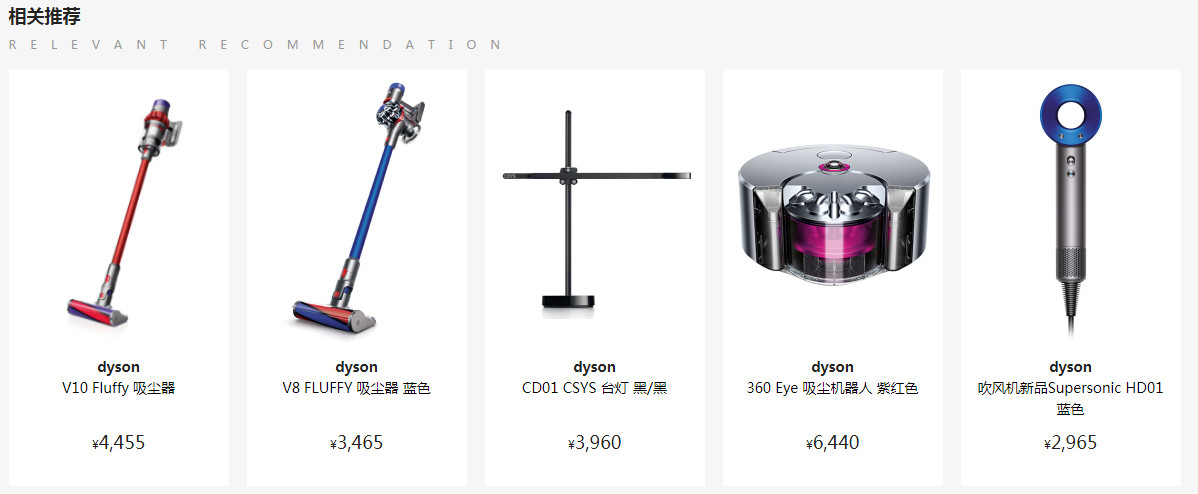 相关推荐
RELEVANT RECOMMENDATION
dyson
V10 Fluffy 吸尘器
¥4,455
dyson
V8 FLUFFY 吸尘器 蓝色
¥3,465
dyson
CD01 CSYS 台灯 黑/黑
¥3,960
dyson
360 Eye 吸尘机器人 紫红色
¥6,440
dyson
吹风机新品Supersonic HD01
蓝色
¥2,965